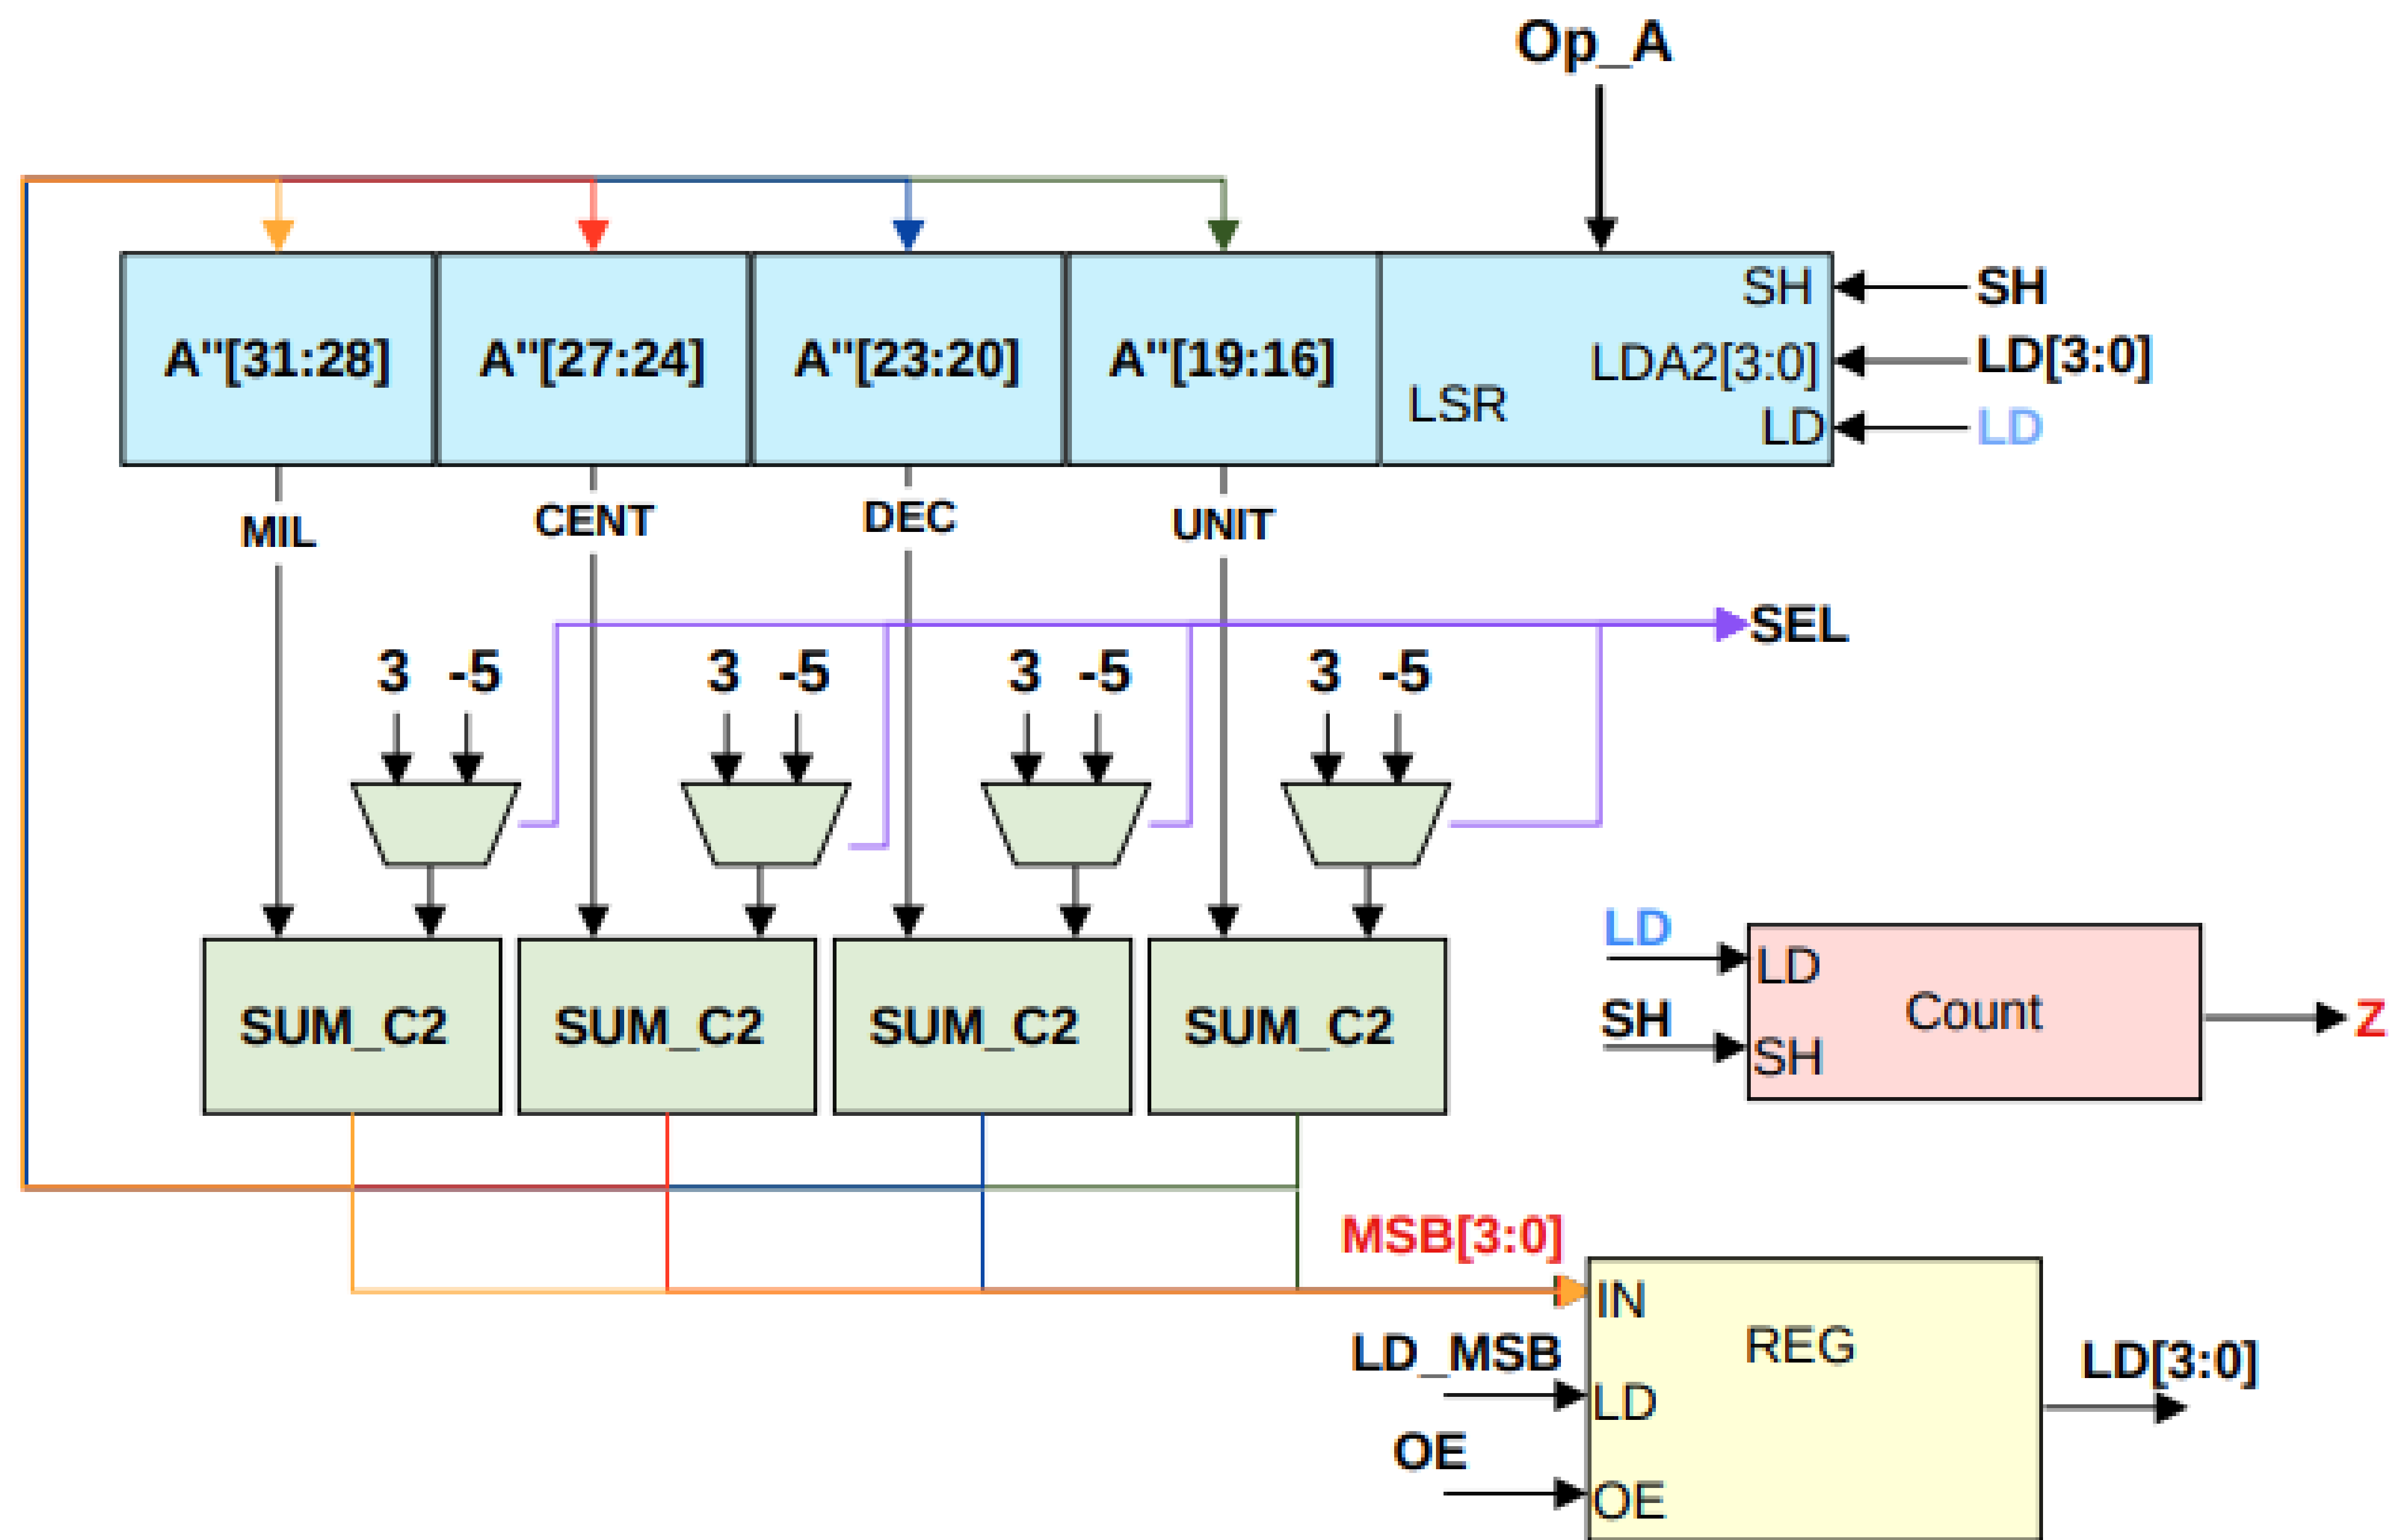 Op_A
A"[31:28] A"[27:24] A"[23:20] A"[19:16] LSR
SH SH
LDA2[3:0] LD[3:0]
LD LD
MIL CENT DEC UNIT
SEL
3 -5 3 -5 3 -5 3 -5
SUM_C2 SUM_C2 SUM_C2 SUM_C2
LD LD
SH SH
Count
Z
MSB[3:0] IN
REG
LD_MSB LD
OE OE
LD[3:0]